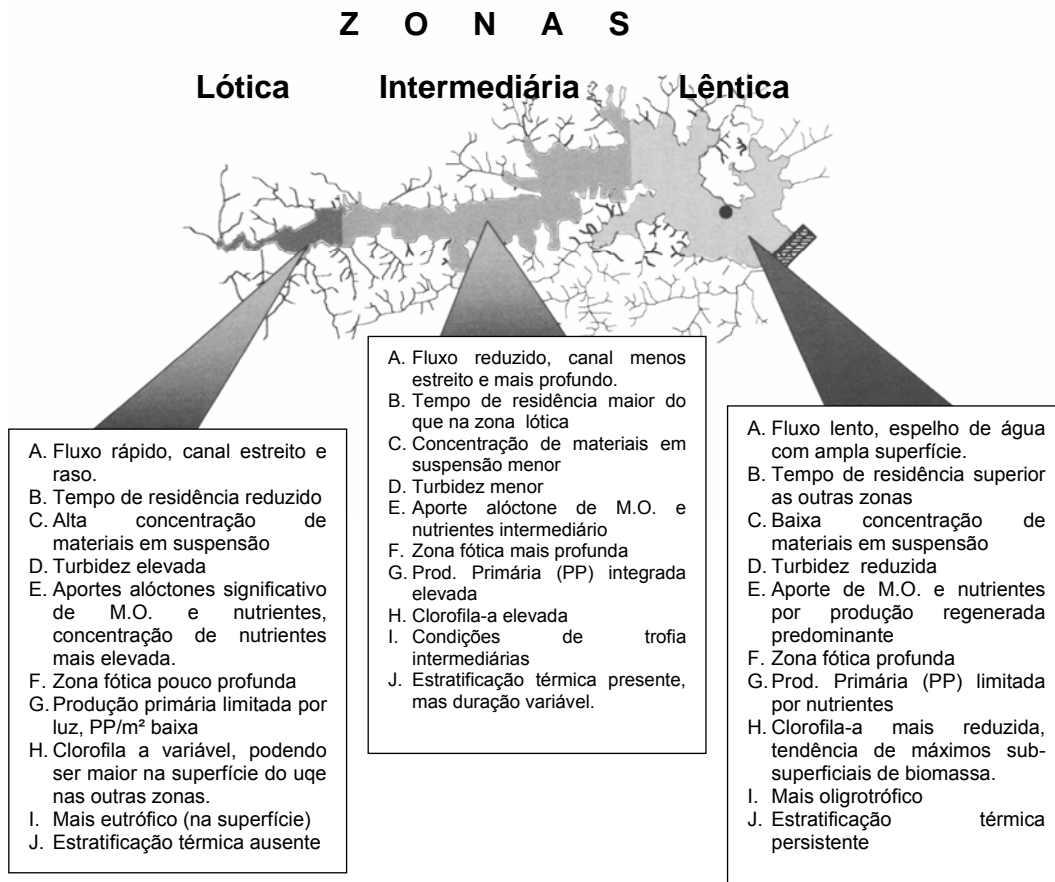 Z O N A S
Lótica Intermediária Lêntica
A. Fluxo rápido, canal estreito e
raso.
B. Tempo de residência reduzido
C. Alta concentração de
materiais em suspensão
D. Turbidez elevada
E. Aportes alóctones significativo
de M.O. e nutrientes,
concentração de nutrientes
mais elevada.
F. Zona fótica pouco profunda
G. Produção primária limitada por
luz, PP/m² baixa
H. Clorofila a variável, podendo
ser maior na superfície do uqe
nas outras zonas.
I. Mais eutrófico (na superfície)
J. Estratificação térmica ausente
A. Fluxo reduzido, canal menos
estreito e mais profundo.
B. Tempo de residência maior do
que na zona lótica
C. Concentração de materiais em
suspensão menor
D. Turbidez menor
E. Aporte alóctone de M.O. e
nutrientes intermediário
F. Zona fótica mais profunda
G. Prod. Primária (PP) integrada
elevada
H. Clorofila-a elevada
I. Condições de trofia
intermediárias
J. Estratificação térmica presente,
mas duração variável.
A. Fluxo lento, espelho de água
com ampla superfície.
B. Tempo de residência superior
as outras zonas
C. Baixa concentração de
materiais em suspensão
D. Turbidez reduzida
E. Aporte de M.O. e nutrientes
por produção regenerada
predominante
F. Zona fótica profunda
G. Prod. Primária (PP) limitada
por nutrientes
H. Clorofila-a mais reduzida,
tendência de máximos sub-
superficiais de biomassa.
I. Mais oligrotrófico
J. Estratificação térmica
persistente